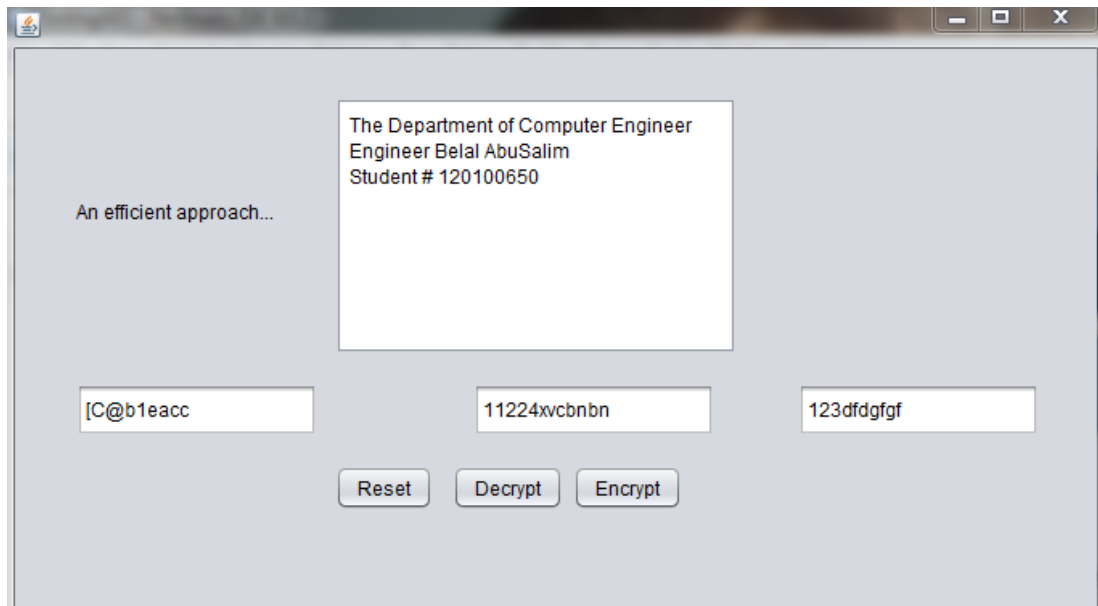 The Department of Computer Engineer
Engineer Belal AbuSalim
Student # 120100650
An efficient approach...
[C@b1eacc
11224xvcbnbn
123dfdgfgf
Reset
Decrypt
Encrypt